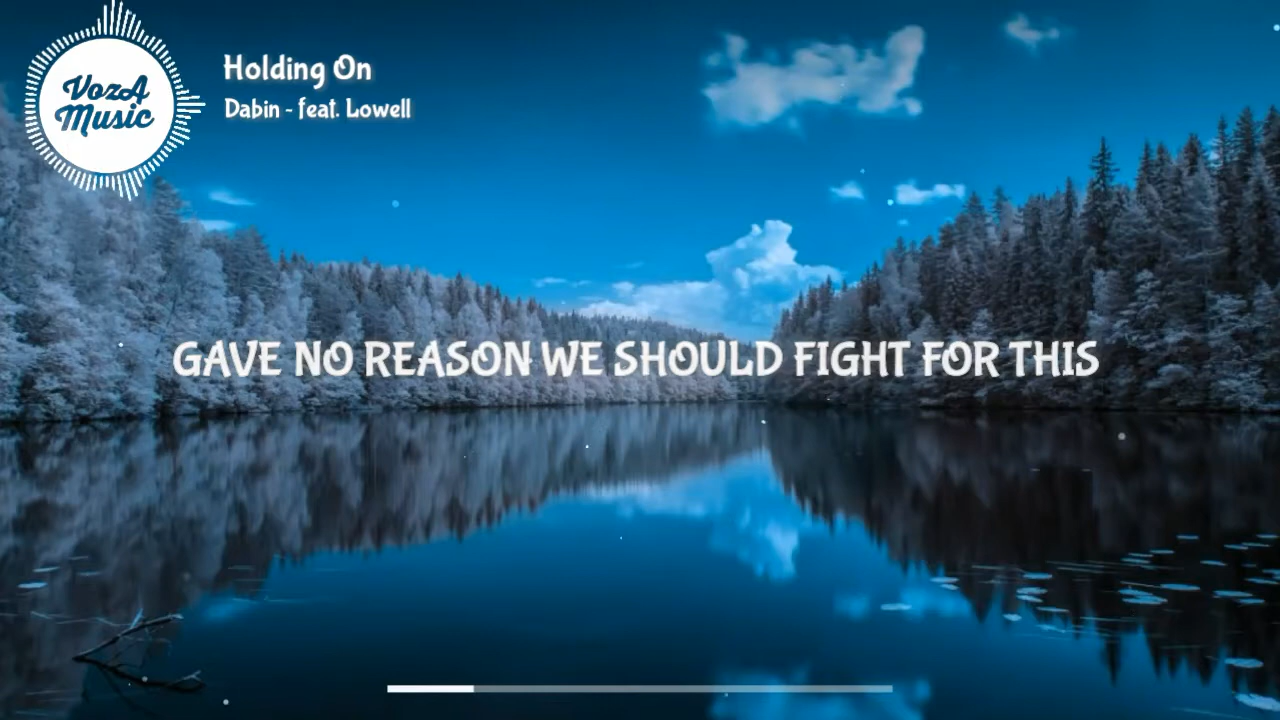 VozA
Music
Holding On
Dabin - feat. Lowell
GAVE NO REASON WE SHOULD FIGHT FOR THIS